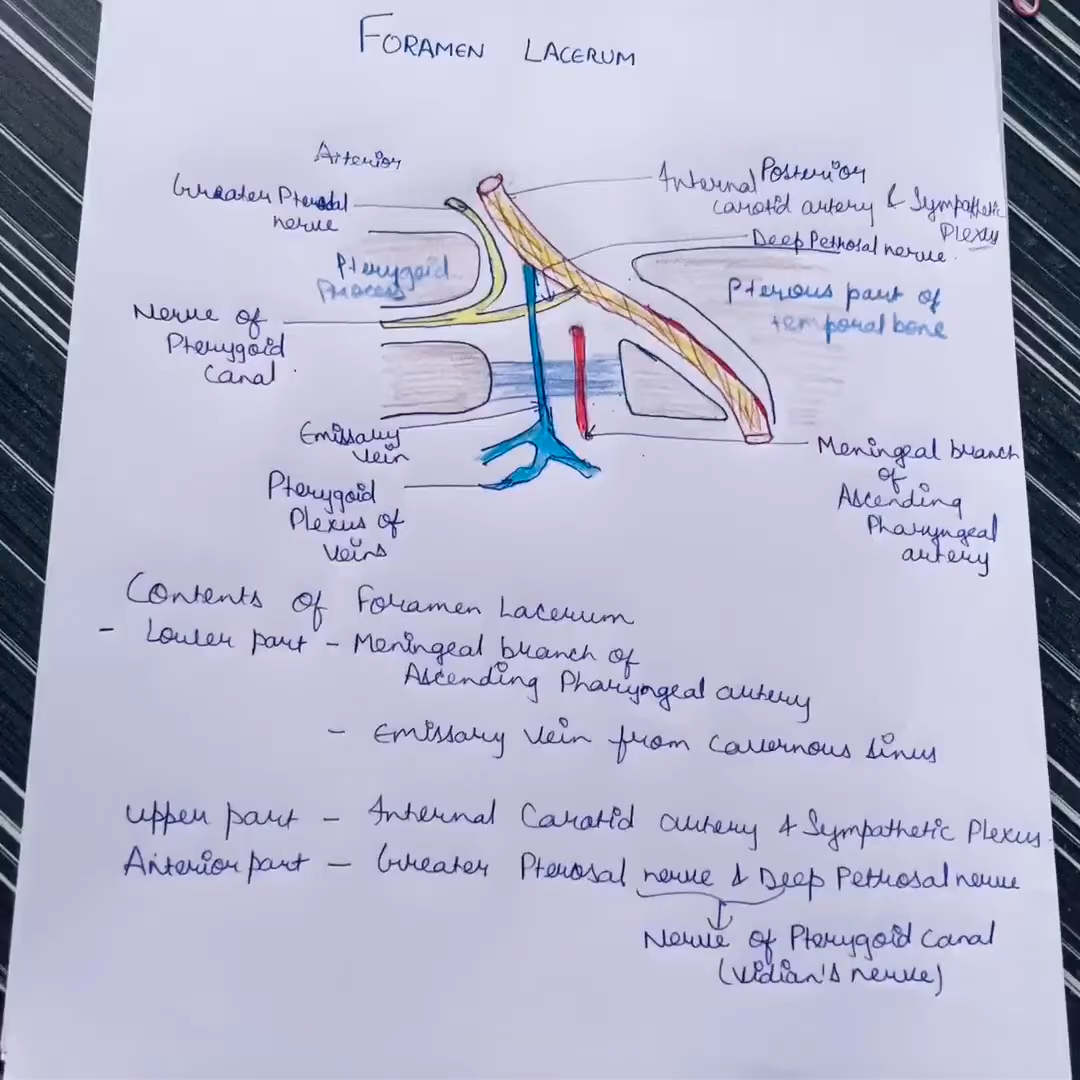 FORAMEN LACERUM
Anterior
Greater Pterosal
nerve
Internal Posterior
carotid artery & Sympathetic
Plexus
Deep Pethosal nerve.
Pterygoid
Process
Pterous part of
temporal bone
Nerve of
Pterygoid
Canal .
Emissary
vein
Pterygoid
Plexus of
Veins
Meningeal branch
of
Ascending
Pharyngeal
artery
Contents of Foramen Lacerum
- Lower part - Meningeal branch of
Ascending Pharyngeal artery
- Emissary vein from cavernous sinus
Upper part - Internal Carotid artery & Sympathetic Plexus.
Anterior part - Greater Pterosal nerve & Deep Pethosal nerve
Nerve of Pterygoid Canal
(Vidian's nerve)